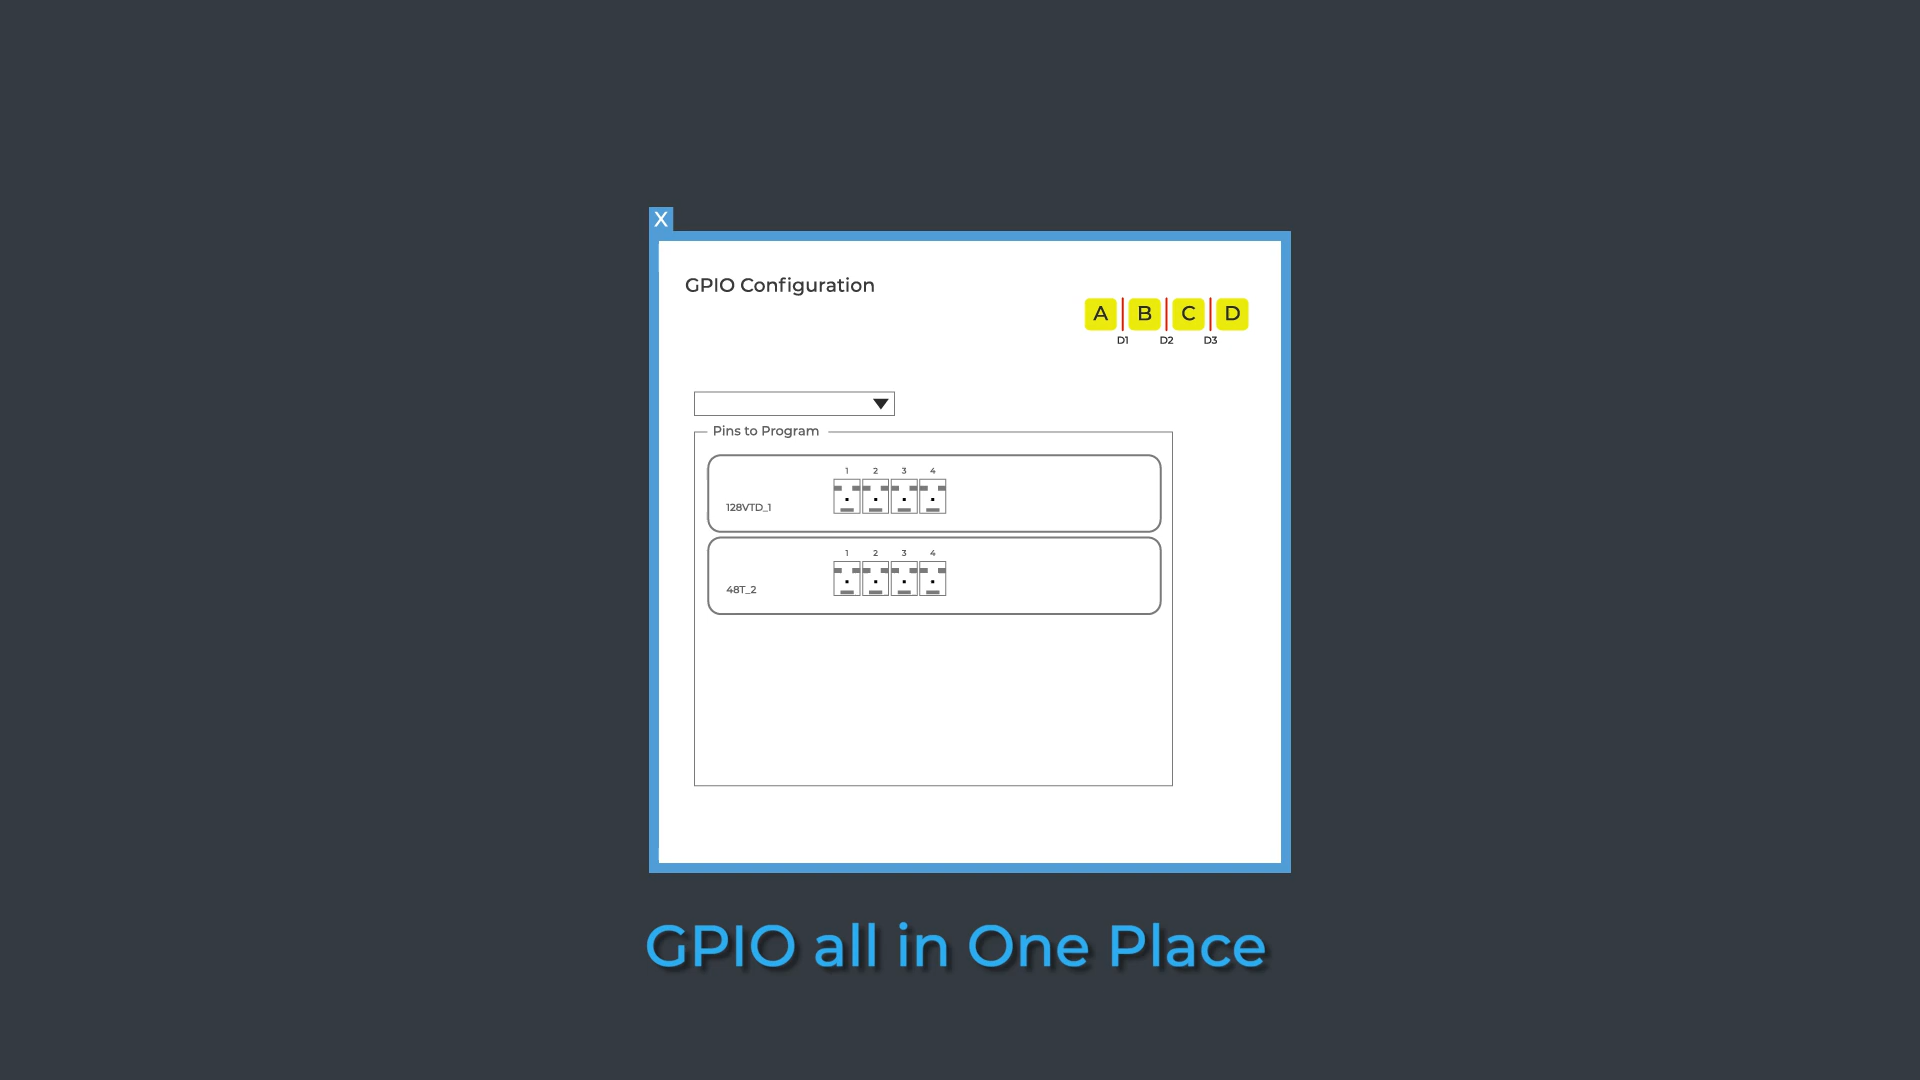 X
GPIO Configuration
A B C D
D1 D2 D3
Pins to Program
1 2 3 4
128VTD_1
1 2 3 4
48T_2
GPIO all in One Place